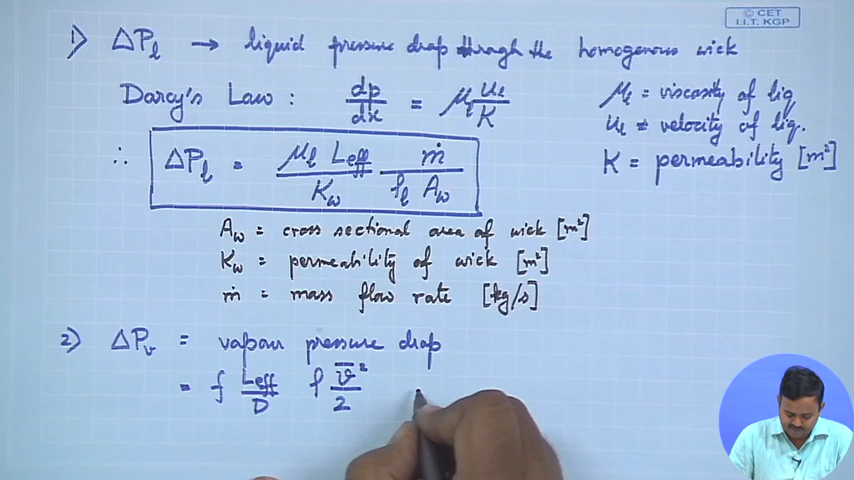 © CET
I.I.T. KGP
1) ΔP_l → liquid pressure drop through the homogenous wick
Darcy's Law : dp/dx = μ_l u_l/K
μ_l = viscosity of liq
u_l = velocity of liq.
K = permeability [m²]
∴ ΔP_l = μ_l L_eff/K_w ṁ/ρ_l A_w
A_w = cross sectional area of wick [m²]
K_w = permeability of wick [m²]
ṁ = mass flow rate [kg/s]
2) ΔP_v = vapour pressure drop
= f L_eff/D ρ v̄²/2